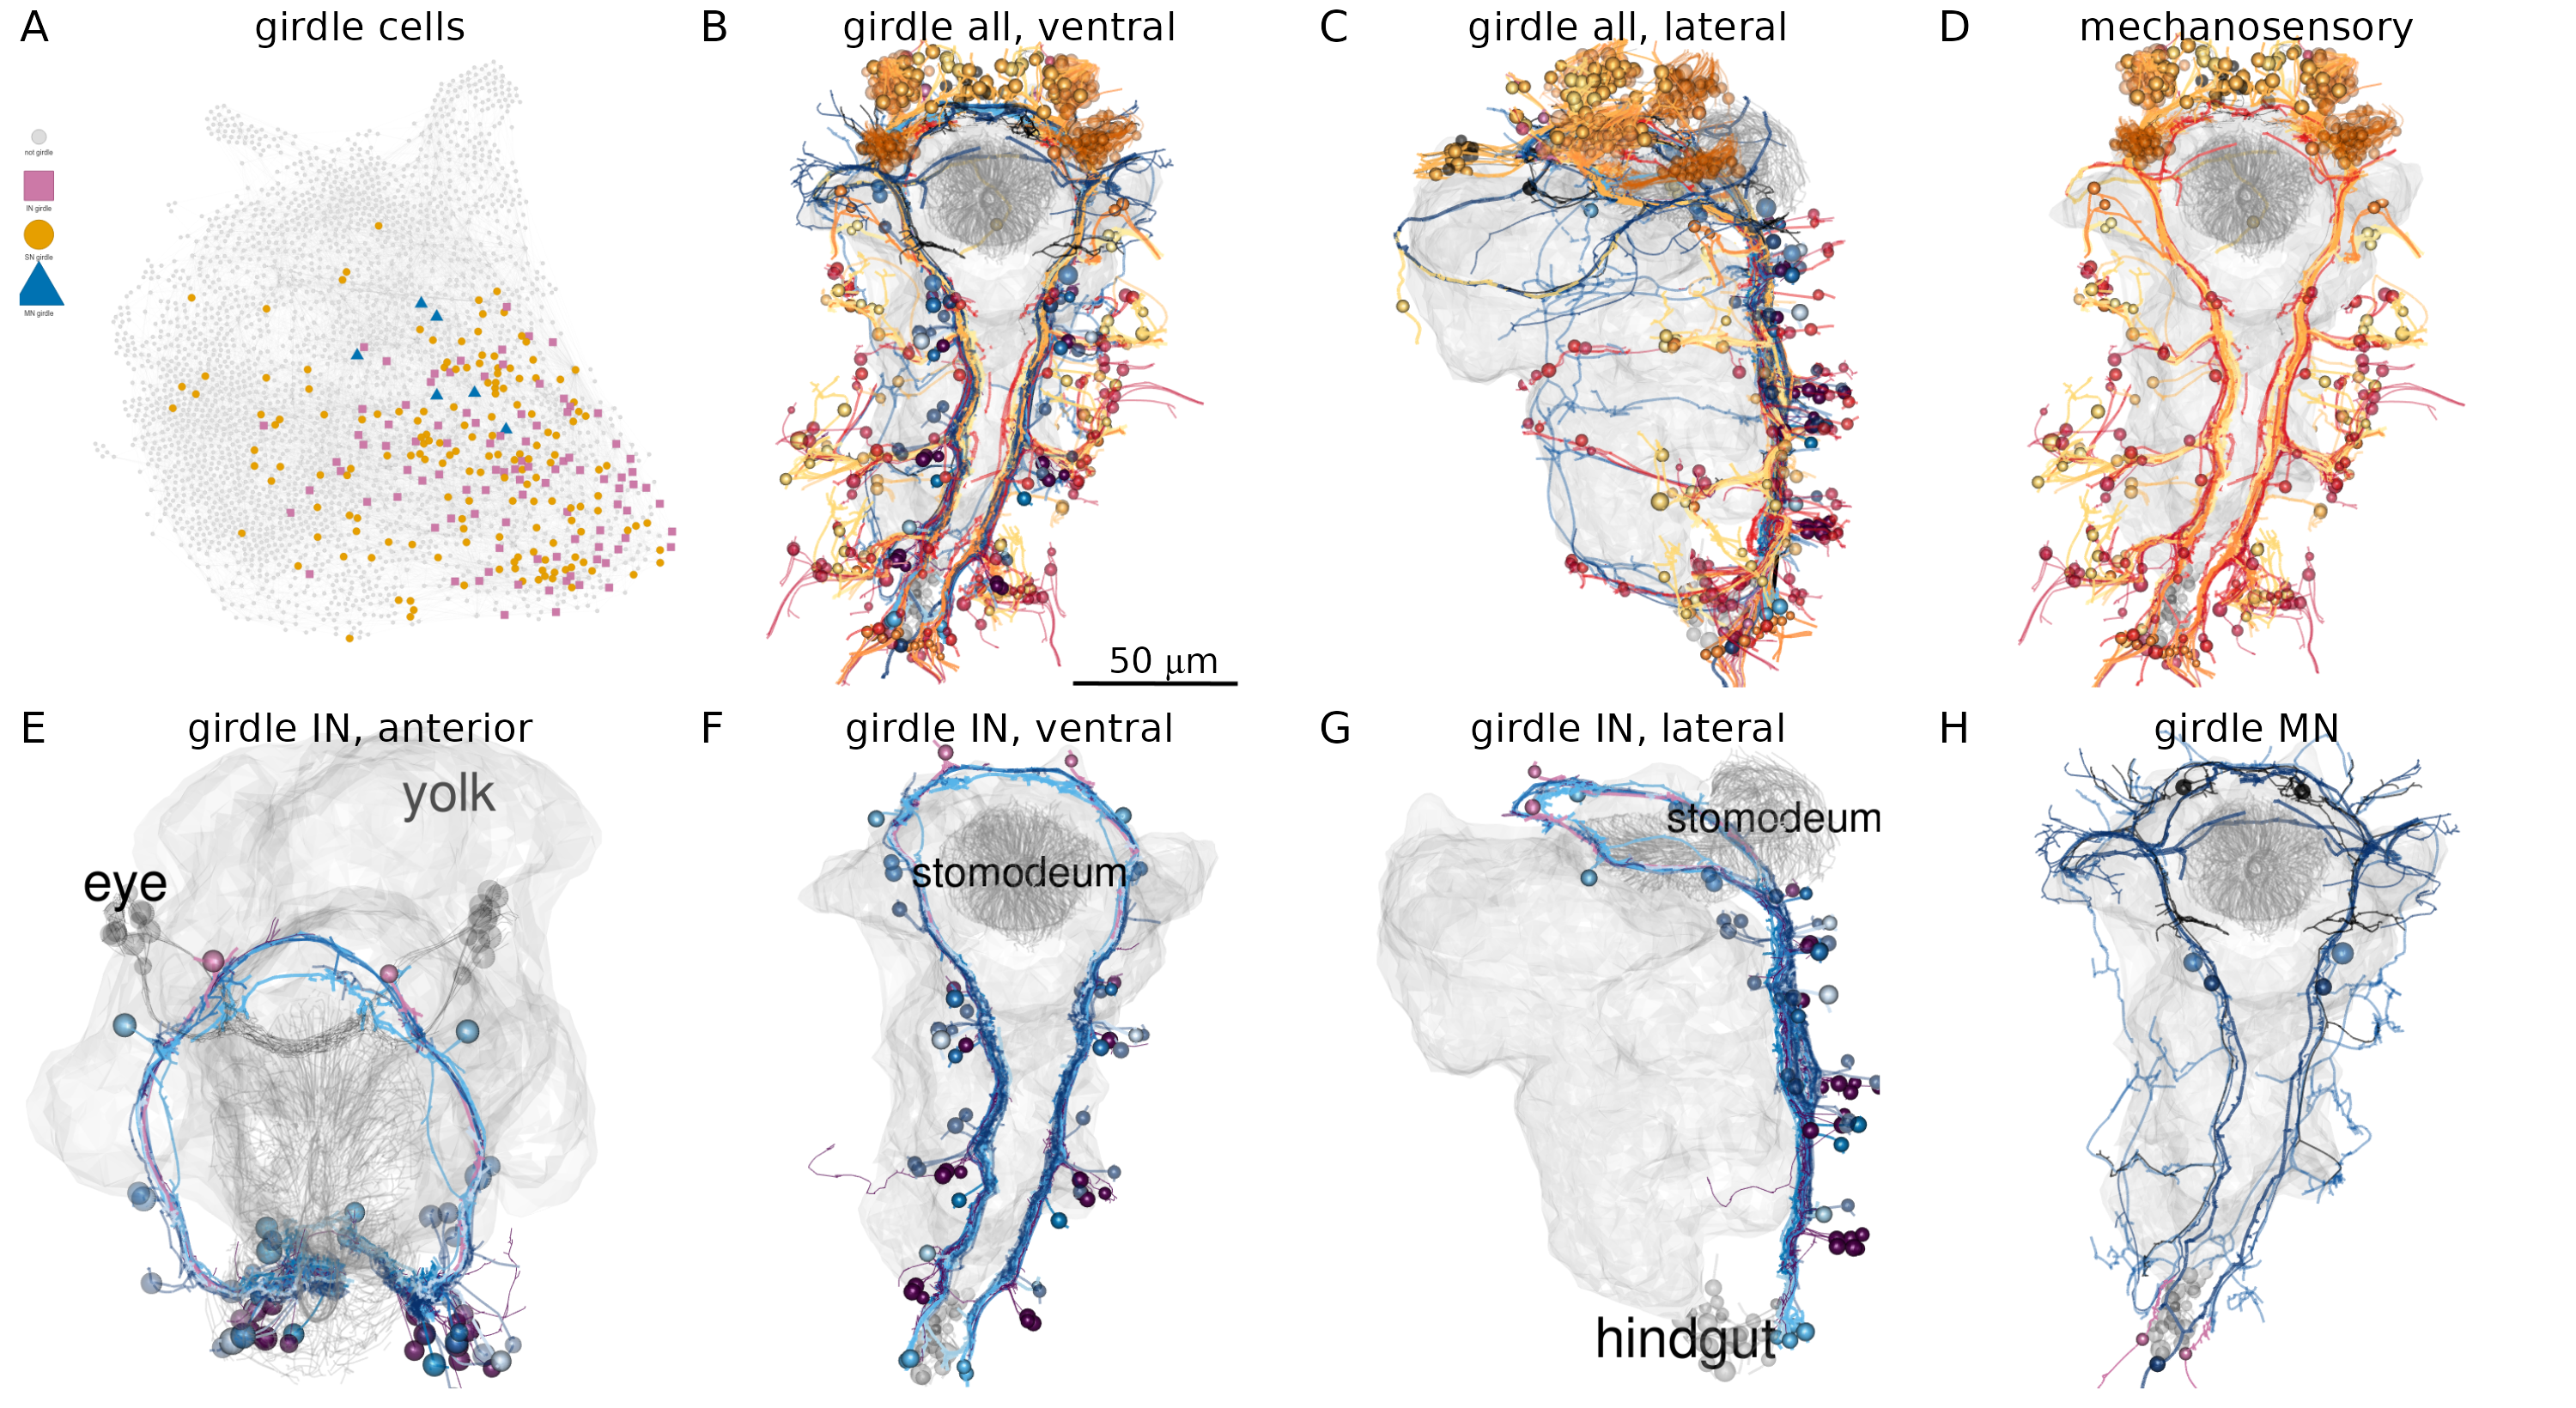 A
girdle cells
not girdle
IN girdle
SN girdle
MN girdle
B
girdle all, ventral
50 μm
C
girdle all, lateral
D
mechanosensory
E
girdle IN, anterior
yolk
eye
F
girdle IN, ventral
stomodeum
G
girdle IN, lateral
stomodeum
hindgut
H
girdle MN